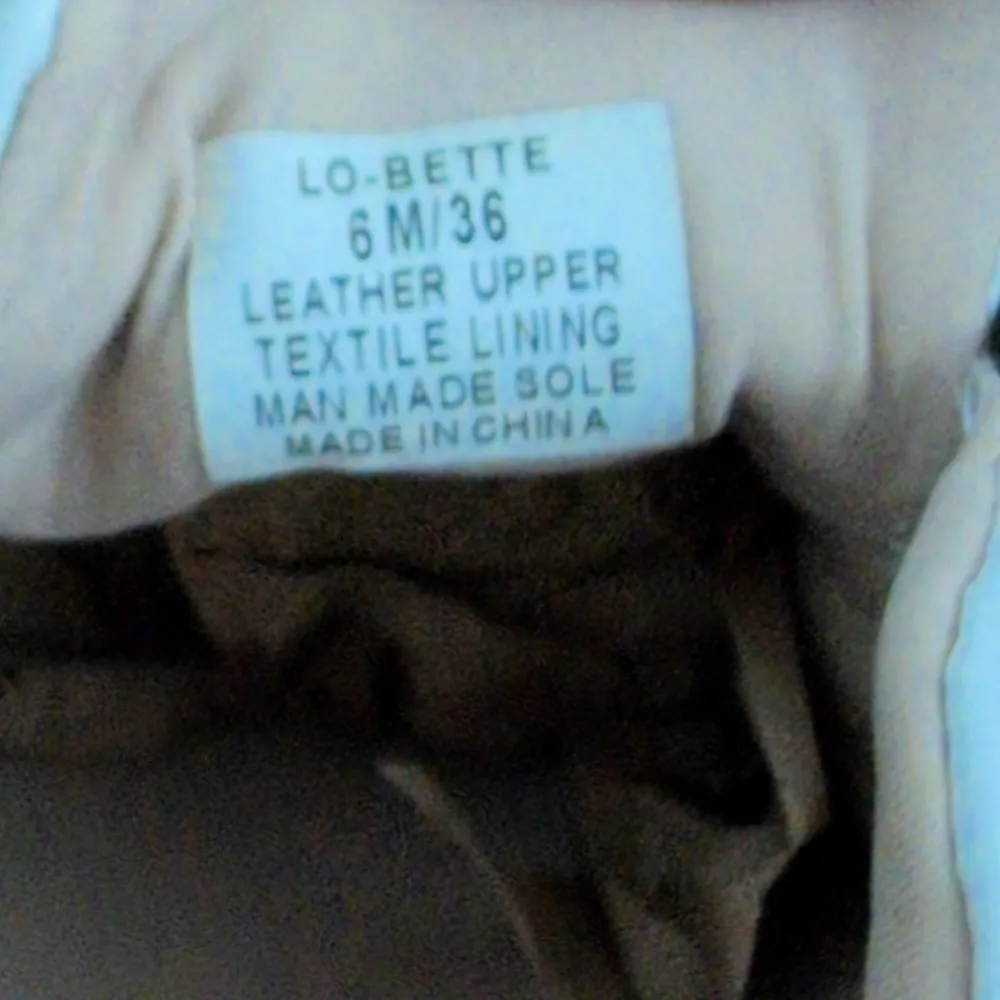 LO-BETTE
6 M/36
LEATHER UPPER
TEXTILE LINING
MAN MADE SOLE
MADE IN CHINA